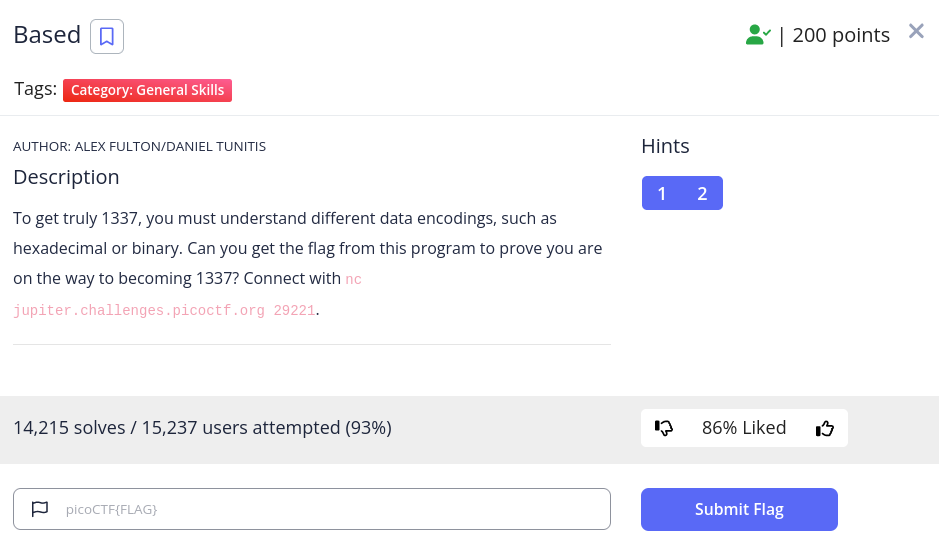 Based
| 200 points
Tags: Category: General Skills
AUTHOR: ALEX FULTON/DANIEL TUNITIS
Description
To get truly 1337, you must understand different data encodings, such as
hexadecimal or binary. Can you get the flag from this program to prove you are
on the way to becoming 1337? Connect with nc
jupiter.challenges.picoctf.org 29221.
Hints
1 2
14,215 solves / 15,237 users attempted (93%)
86% Liked
picoCTF{FLAG}
Submit Flag